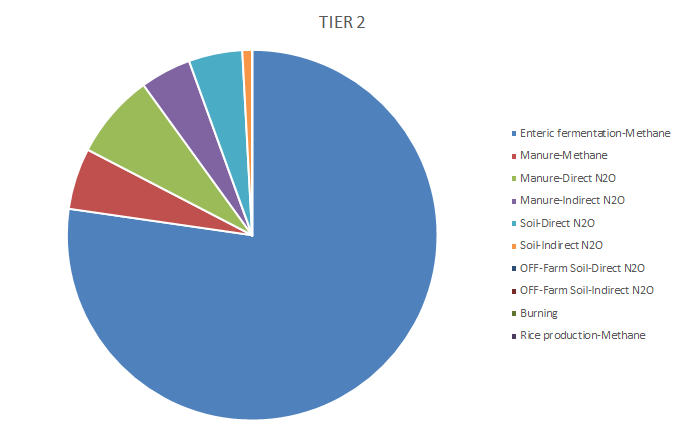 TIER 2
Enteric fermentation-Methane
Manure-Methane
Manure-Direct N2O
Manure-Indirect N2O
Soil-Direct N2O
Soil-Indirect N2O
OFF-Farm Soil-Direct N2O
OFF-Farm Soil-Indirect N2O
Burning
Rice production-Methane